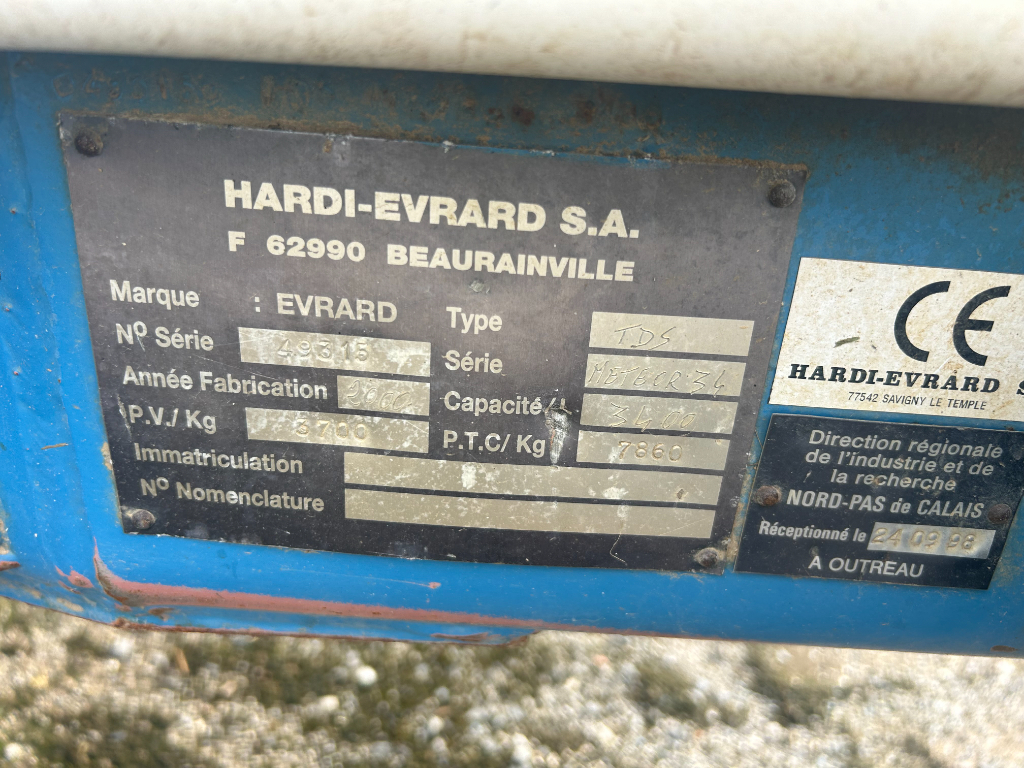 HARDI-EVRARD S.A.
F 62990 BEAURAINVILLE
Marque : EVRARD
Type TDS
Nº Série 49315
Série METEOR 34
Année Fabrication 2000
Capacité/L 3400
P.V./Kg 3700
P.T.C/Kg 7860
Immatriculation
Nº Nomenclature
CE
HARDI-EVRARD S
77542 SAVIGNY LE TEMPLE
Direction régionale
de l'industrie et de
la recherche
NORD-PAS de CALAIS
Réceptionné le 24 09 98
À OUTREAU